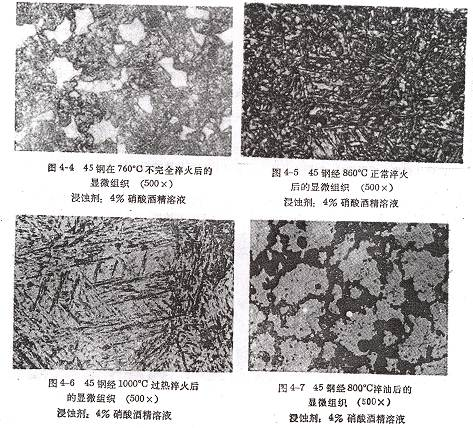 图 4-4 45 钢在 760°C 不完全淬火后的
显微组织 (500×)
浸蚀剂: 4% 硝酸酒精溶液
图 4-5 45 钢经 860°C 正常淬火
后的显微组织 (500×)
浸蚀剂: 4% 硝酸酒精溶液
图 4-6 45 钢经 1000°C 过热淬火后
的显微组织 (500×)
浸蚀剂: 4% 硝酸酒精溶液
图 4-7 45 钢经 800°C 淬油后的
显微组织 (500×)
浸蚀剂: 4% 硝酸酒精溶液